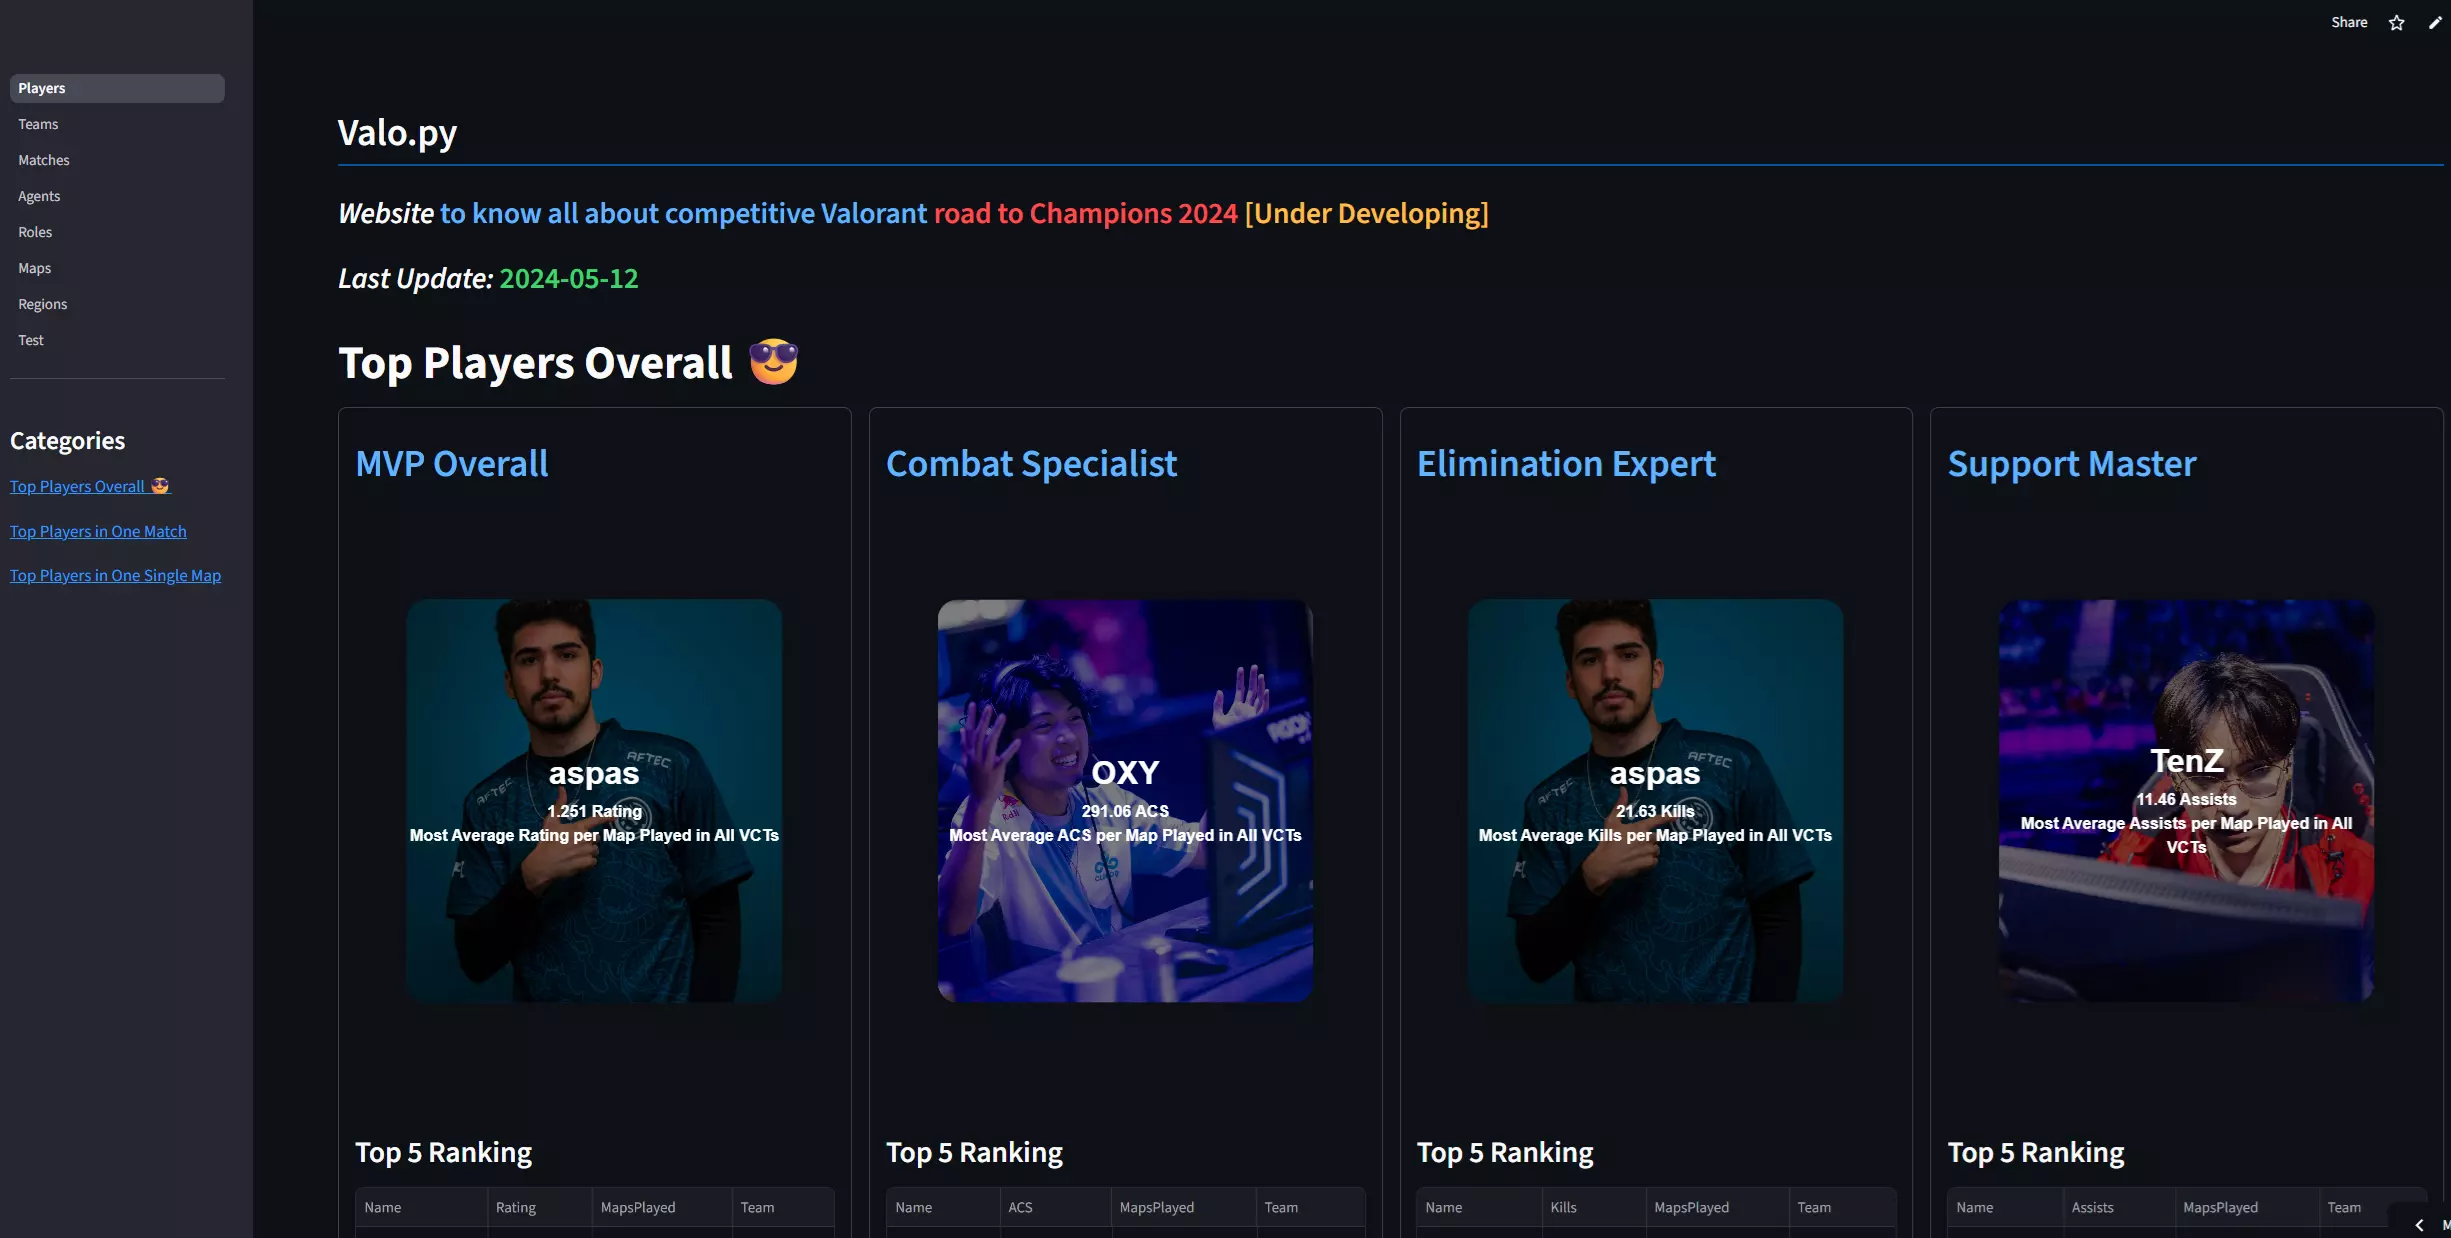 Share
Players
Teams
Matches
Agents
Roles
Maps
Regions
Test
Categories
Top Players Overall 😎
Top Players in One Match
Top Players in One Single Map
Valo.py
Website to know all about competitive Valorant road to Champions 2024 [Under Developing]
Last Update: 2024-05-12
Top Players Overall 😎
MVP Overall
AFTEC
AFTEC
aspas
1.251 Rating
Most Average Rating per Map Played in All VCTs
Top 5 Ranking
Name Rating MapsPlayed Team
Combat Specialist
OXY
291.06 ACS
Most Average ACS per Map Played in All VCTs
Top 5 Ranking
Name ACS MapsPlayed Team
Elimination Expert
AFTEC
AFTEC
aspas
21.63 Kills
Most Average Kills per Map Played in All VCTs
Top 5 Ranking
Name Kills MapsPlayed Team
Support Master
TenZ
11.46 Assists
Most Average Assists per Map Played in All
VCTs
Top 5 Ranking
Name Assists MapsPlayed Team